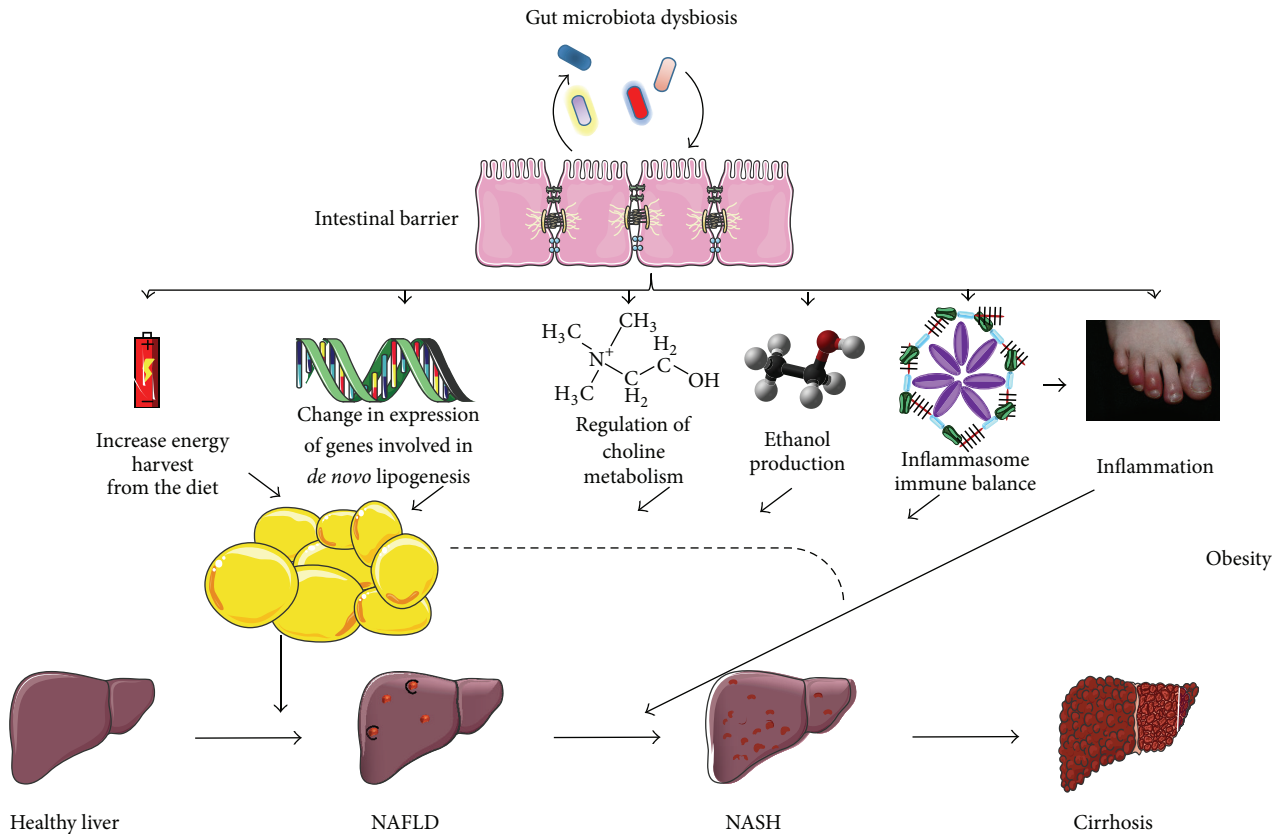 Gut microbiota dysbiosis
Intestinal barrier
+
−
H₃C
CH₃
N⁺
H₂
C
OH
H₃C
C
H₂
Increase energy
harvest
from the diet
Change in expression
of genes involved in
de novo lipogenesis
Regulation of
choline
metabolism
Ethanol
production
Inflammasome
immune balance
Inflammation
Obesity
Healthy liver
NAFLD
NASH
Cirrhosis